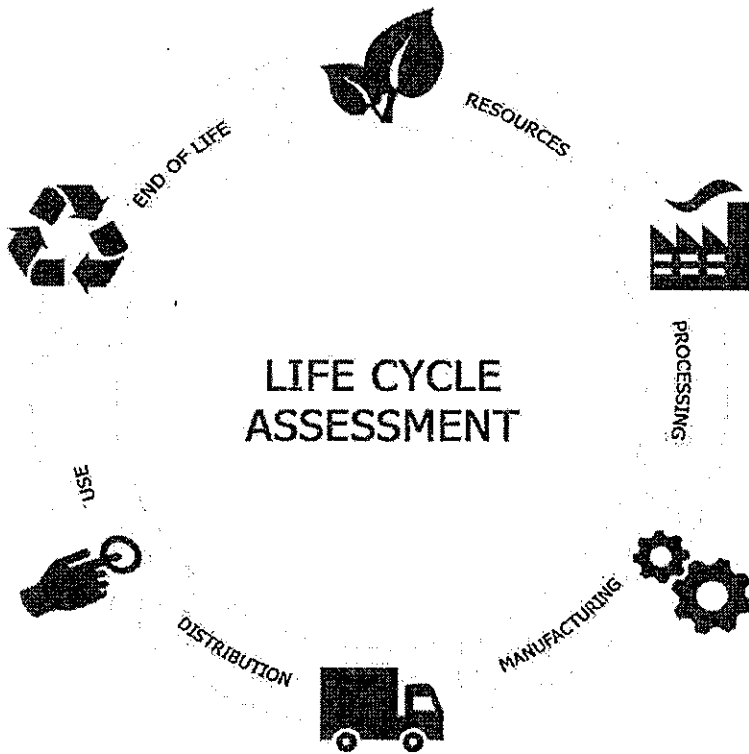 RESOURCES
END OF LIFE
PROCESSING
LIFE CYCLE
ASSESSMENT
USE
MANUFACTURING
DISTRIBUTION